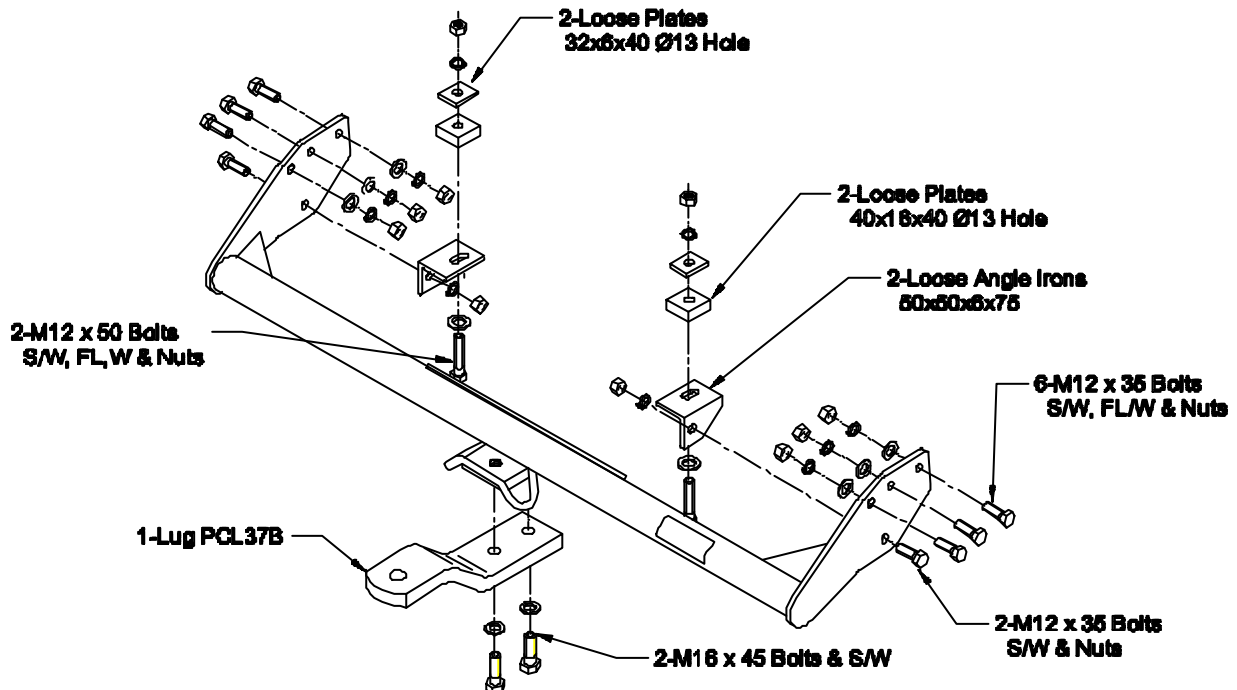 2-Loose Plates
32x6x40 Ø13 Hole
2-Loose Plates
40x16x40 Ø13 Hole
2-Loose Angle Irons
50x50x6x75
2-M12 x 50 Bolts
S/W, FL,W & Nuts
6-M12 x 35 Bolts
S/W, FL/W & Nuts
1-Lug PCL37B
2-M12 x 35 Bolts
S/W & Nuts
2-M16 x 45 Bolts & S/W